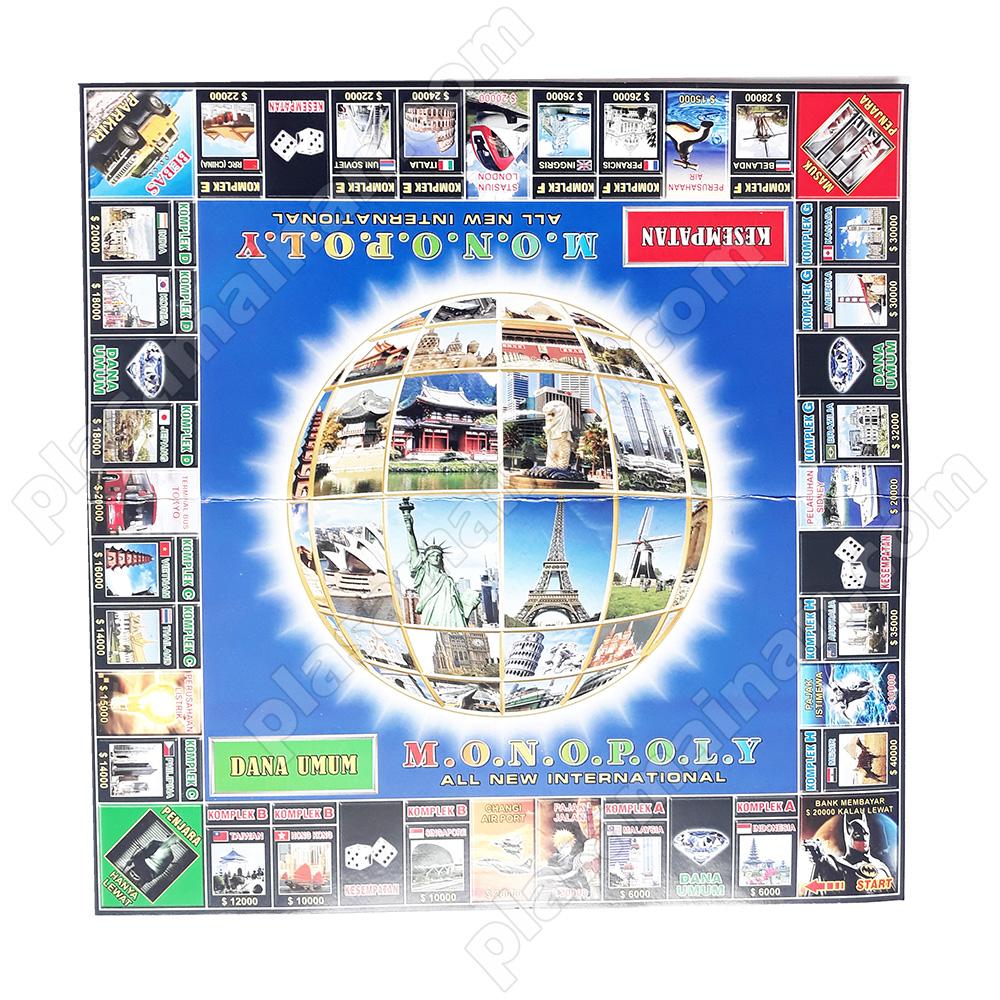 PARKIR
BEBAS
$ 22000
RRC (CHINA)
KOMPLEK E
KESEMPATAN
$ 22000
UNI SOVIET
KOMPLEK E
$ 24000
ITALIA
KOMPLEK E
$ 20000
STASIUN
LONDON
$ 26000
INGGRIS
KOMPLEK F
$ 26000
PERANCIS
KOMPLEK F
$ 15000
PERUSAHAAN
AIR
$ 28000
BELANDA
KOMPLEK F
MASUK
PENJARA
M.O.N.O.P.O.L.Y
ALL NEW INTERNATIONAL
KESEMPATAN
KOMPLEK D
INDIA
$ 20000
KOMPLEK D
KOREA
$ 18000
DANA
UMUM
KOMPLEK D
JEPANG
$ 18000
TERMINAL BUS
TOKYO
$ 20000
KOMPLEK C
VIETNAM
$ 16000
KOMPLEK C
THAILAND
$ 14000
PERUSAHAAN
LISTRIK
$ 15000
KOMPLEK C
PHILIPINA
$ 14000
KOMPLEK G
KANADA
$ 30000
KOMPLEK G
AMERIKA
$ 30000
DANA
UMUM
KOMPLEK G
BRAZILIA
$ 32000
PELABUHAN
SIDNEY
$ 20000
KESEMPATAN
KOMPLEK H
AUSTRALIA
$ 35000
PAJAK
ISTIMEWA
KOMPLEK H
MESIR
$ 40000
DANA UMUM
M.O.N.O.P.O.L.Y
ALL NEW INTERNATIONAL
PENJARA
HANYA
LEWAT
KOMPLEK B
TAIWAN
$ 12000
KOMPLEK B
HONG KONG
$ 10000
KESEMPATAN
KOMPLEK B
SINGAPORE
$ 10000
CHANGI
AIR PORT
PAJAK
JALAN
KOMPLEK A
MALAYSIA
$ 6000
DANA
UMUM
KOMPLEK A
INDONESIA
$ 6000
BANK MEMBAYAR
$ 20000 KALAU LEWAT
START